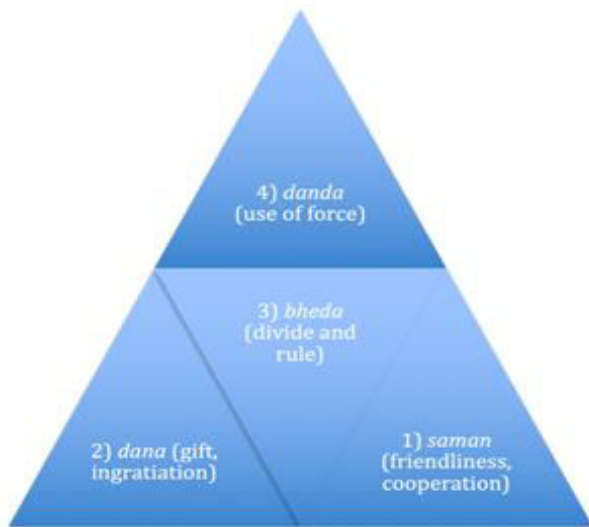 4) danda
(use of force)
3) bheda
(divide and
rule)
2) dana (gift,
ingratiation)
1) saman
(friendliness,
cooperation)